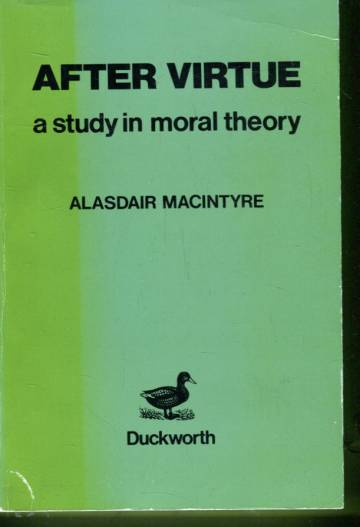 AFTER VIRTUE
a study in moral theory
ALASDAIR MACINTYRE
Duckworth